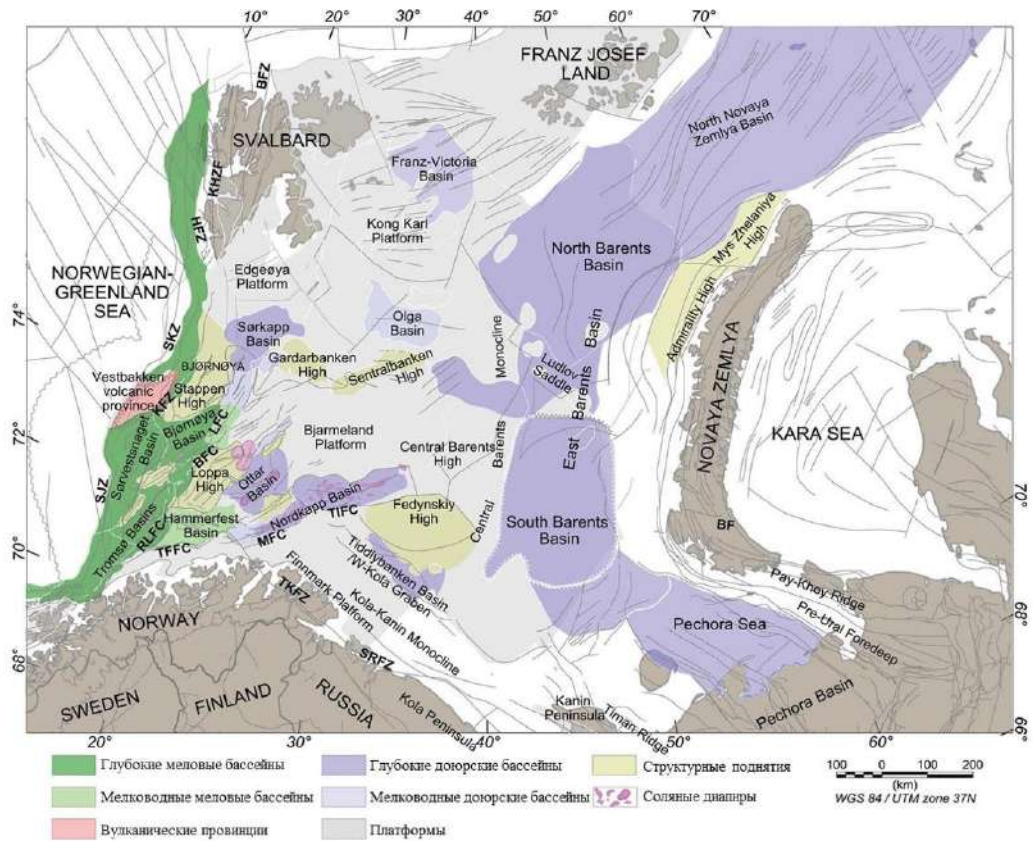 10° 20° 30° 40° 50° 60° 70°
FRANZ JOSEF
LAND
BFZ
SVALBARD
North Novaya
Zemlya Basin
Franz-Victoria
Basin
KHZF
HFZ
Kong Karl
Platform
Mys Zhelaniya
High
North Barents
Basin
NORWEGIAN-
GREENLAND
SEA
Edgeøya
Platform
Admirality High
74°
SKZ
Sørkapp
Basin
Olga
Basin
Monocline
Basin
Gardarbanken
High
Sentralbanken
High
Ludlov
Saddle
BJØRNØYA
Vestbakken
volcanic
province
KFZ
Stappen
High
NOVAYA ZEMLYA
KARA SEA
72°
Sørvestsnaget
Basin
Bjørnøya
Basin
LFC
BFC
Bjarmeland
Platform
Central Barents
High
Barents
Barents
East
SJZ
Loppa
High
Ottar
Basin
Nordkapp Basin
TIFC
Fedynskiy
High
Central
South Barents
Basin
70°
BF
Tromsø Basins
RLFC
Hammerfest
Basin
TFFC
MFC
70°
Tiddlybanken Basin
/W-Kola Graben
Finnmark Platform
TKFZ
Kola-Kanin Monocline
Pay-Khoy Ridge
Pre-Ural Foredeep
68°
NORWAY
SRFZ
Pechora Sea
68°
SWEDEN
FINLAND
RUSSIA
Kola Peninsula
Kanin
Peninsula
Timan Ridge
Pechora Basin
66°
20° 30° 40° 50° 60°
Глубокие меловые бассейны
Глубокие доюрские бассейны
Структурные поднятия
100 0 100 200
(km)
WGS 84 / UTM zone 37N
Мелководные меловые бассейны
Мелководные доюрские бассейны
Соляные диапиры
Вулканические провинции
Платформы